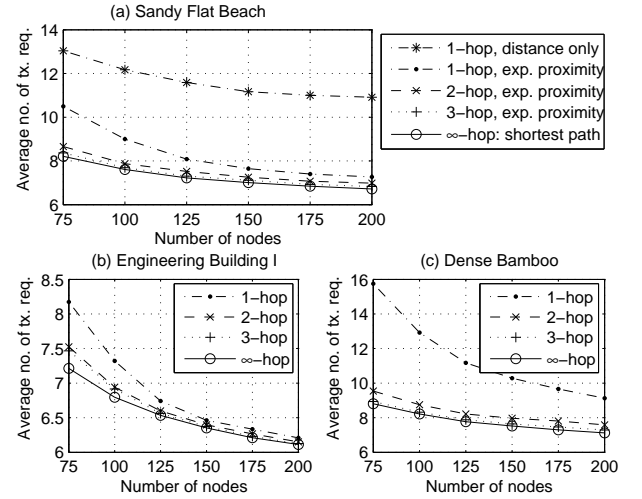 (a) Sandy Flat Beach
14
12
10
8
6
75 100 125 150 175 200
Average no. of tx. req.
Number of nodes
1−hop, distance only
1−hop, exp. proximity
2−hop, exp. proximity
3−hop, exp. proximity
∞−hop: shortest path
(b) Engineering Building I
8.5
8
7.5
7
6.5
6
75 100 125 150 175 200
Average no. of tx. req.
Number of nodes
1−hop
2−hop
3−hop
∞−hop
(c) Dense Bamboo
16
14
12
10
8
6
75 100 125 150 175 200
Average no. of tx. req.
Number of nodes
1−hop
2−hop
3−hop
∞−hop